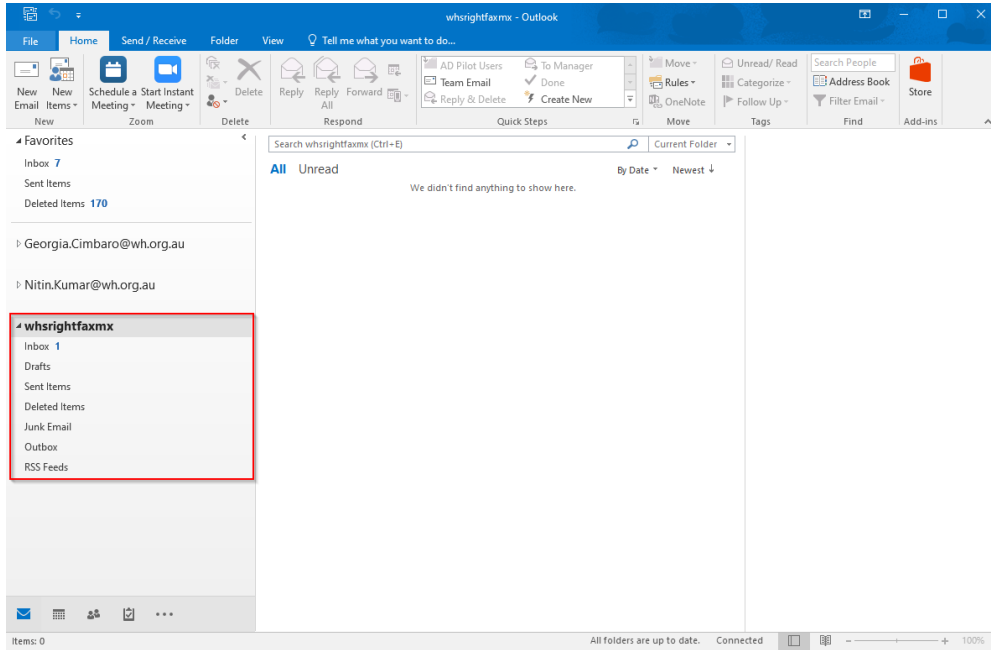 whsrightfaxmx - Outlook
File Home Send / Receive Folder View Tell me what you want to do...
New Email
New Items
Schedule a Meeting
Start Instant Meeting
Delete
Reply
Reply All
Forward
AD Pilot Users
Team Email
Reply & Delete
To Manager
Done
Create New
Move
Rules
OneNote
Unread/ Read
Categorize
Follow Up
Search People
Address Book
Filter Email
Store
New Zoom Delete Respond Quick Steps Move Tags Find Add-ins
Favorites
Inbox 7
Sent Items
Deleted Items 170
Georgia.Cimbaro@wh.org.au
Nitin.Kumar@wh.org.au
whsrightfaxmx
Inbox 1
Drafts
Sent Items
Deleted Items
Junk Email
Outbox
RSS Feeds
Search whsrightfaxmx (Ctrl+E) Current Folder
All Unread By Date Newest
We didn't find anything to show here.
Items: 0 All folders are up to date. Connected 100%